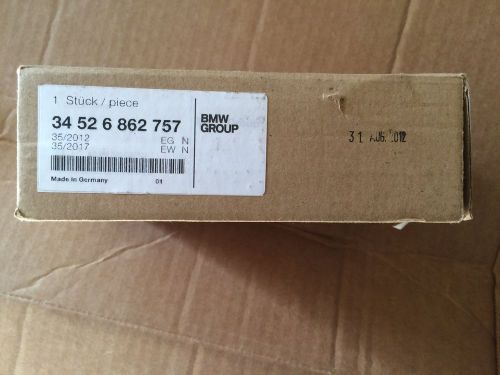 1 Stück / piece
34 52 6 862 757
35/2012 EG N
35/2017 EW N
Made in Germany 01
BMW
GROUP
31 AUG. 2012